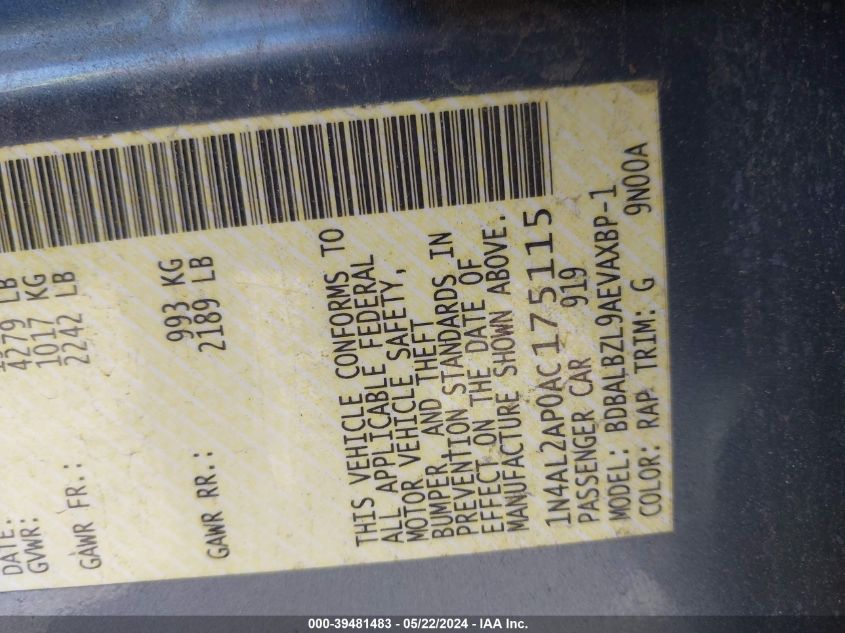 DATE:
GVWR: 4279 LB
GAWR FR.: 1017 KG
2242 LB
GAWR RR.: 993 KG
2189 LB
THIS VEHICLE CONFORMS TO
ALL APPLICABLE FEDERAL
MOTOR VEHICLE SAFETY,
BUMPER, AND THEFT
PREVENTION STANDARDS IN
EFFECT ON THE DATE OF
MANUFACTURE SHOWN ABOVE.
1N4AL2AP0AC175115
PASSENGER CAR 919
MODEL: BDBALBZL9AEVAXBP-1
COLOR: RAP TRIM: G 9N00A
000-39481483 - 05/22/2024 - IAA Inc.